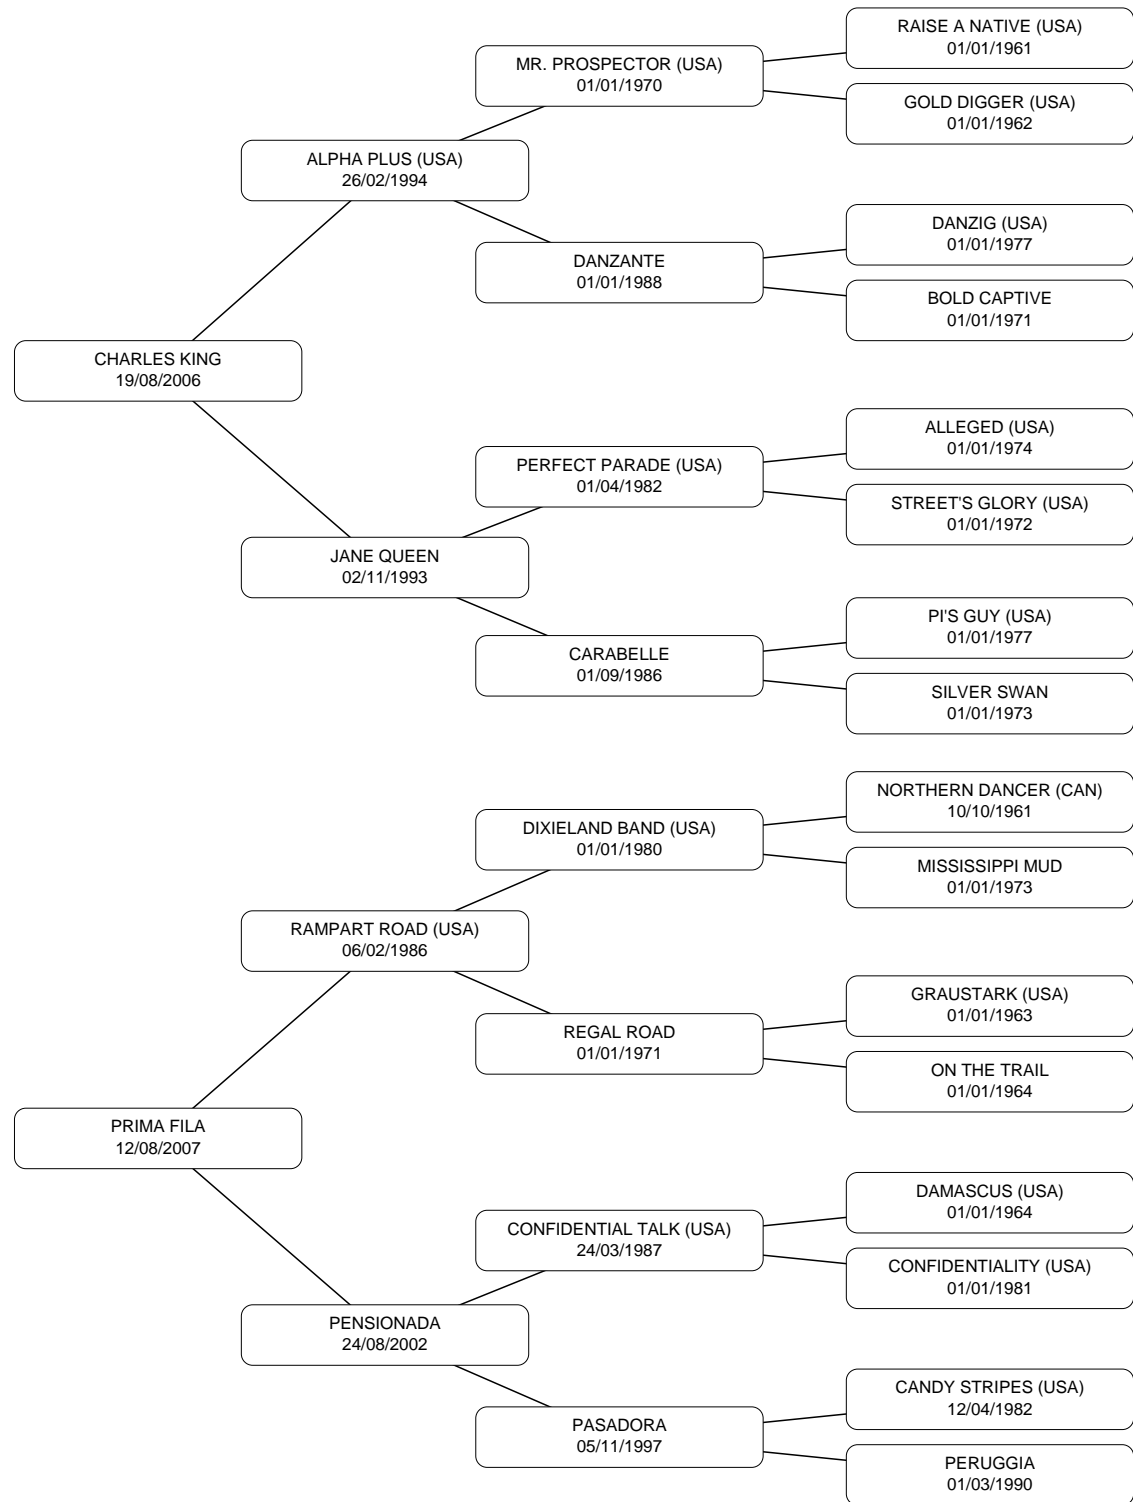 RAISE A NATIVE (USA)
01/01/1961
MR. PROSPECTOR (USA)
01/01/1970
GOLD DIGGER (USA)
01/01/1962
ALPHA PLUS (USA)
26/02/1994
DANZIG (USA)
01/01/1977
DANZANTE
01/01/1988
BOLD CAPTIVE
01/01/1971
CHARLES KING
19/08/2006
ALLEGED (USA)
01/01/1974
PERFECT PARADE (USA)
01/04/1982
STREET'S GLORY (USA)
01/01/1972
JANE QUEEN
02/11/1993
PI'S GUY (USA)
01/01/1977
CARABELLE
01/09/1986
SILVER SWAN
01/01/1973
NORTHERN DANCER (CAN)
10/10/1961
DIXIELAND BAND (USA)
01/01/1980
MISSISSIPPI MUD
01/01/1973
RAMPART ROAD (USA)
06/02/1986
GRAUSTARK (USA)
01/01/1963
REGAL ROAD
01/01/1971
ON THE TRAIL
01/01/1964
PRIMA FILA
12/08/2007
DAMASCUS (USA)
01/01/1964
CONFIDENTIAL TALK (USA)
24/03/1987
CONFIDENTIALITY (USA)
01/01/1981
PENSIONADA
24/08/2002
CANDY STRIPES (USA)
12/04/1982
PASADORA
05/11/1997
PERUGGIA
01/03/1990